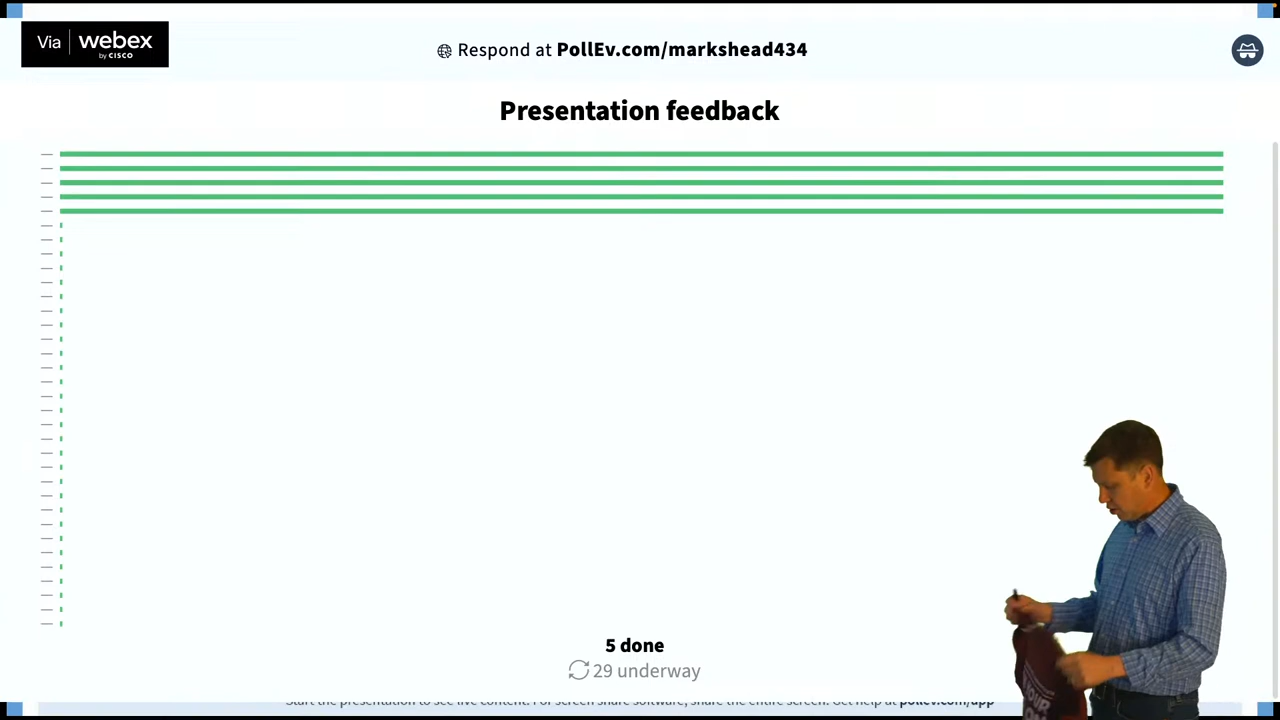 Via webex
by CISCO
Respond at PollEv.com/markshead434
Presentation feedback
5 done
29 underway
Start the presentation to see live content. For screen share software, share the entire screen. Get help at pollev.com/app